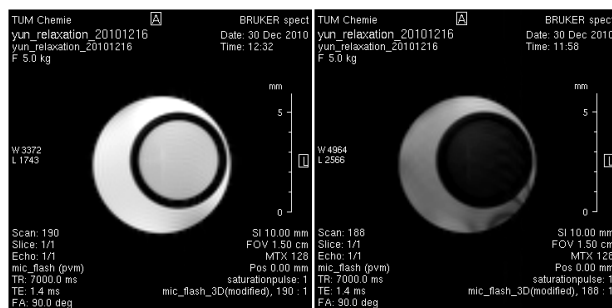 TUM Chemie
A
BRUKER spect
yun_relaxation_20101216
Date: 30 Dec 2010
yun_relaxation_20101216
Time: 12:32
F 5.0 kg
mm
5
W 3372
L 1743
L
0
Scan: 190
SI 10.00 mm
Slice: 1/1
FOV 1.50 cm
Echo: 1/1
MTX 128
mic_flash (pvm)
Pos 0.00 mm
TR: 7000.0 ms
saturationpulse: 1
TE: 1.4 ms
mic_flash_3D(modified), 190 : 1
FA: 90.0 deg
TUM Chemie
A
BRUKER spect
yun_relaxation_20101216
Date: 30 Dec 2010
yun_relaxation_20101216
Time: 11:58
F 5.0 kg
mm
5
W 4964
L 2566
L
0
Scan: 188
SI 10.00 mm
Slice: 1/1
FOV 1.50 cm
Echo: 1/1
MTX 128
mic_flash (pvm)
Pos 0.00 mm
TR: 7000.0 ms
saturationpulse: 1
TE: 1.4 ms
mic_flash_3D(modified), 188 : 1
FA: 90.0 deg